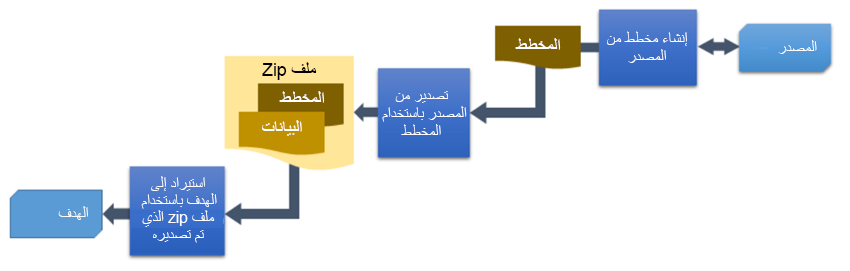 المصدر
إنشاء مخطط من
المصدر
المخطط
تصدير من
المصدر باستخدام
المخطط
ملف Zip
المخطط
البيانات
استيراد إلى
الهدف باستخدام
ملف zip الذي
تم تصديره
الهدف